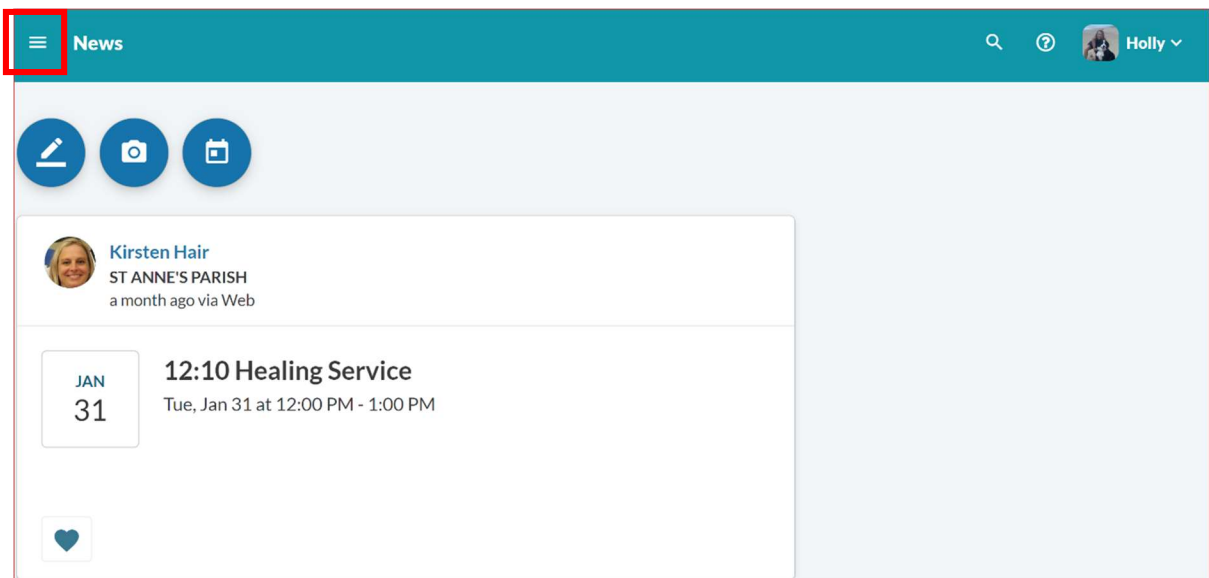 News
Holly
Kirsten Hair
ST ANNE'S PARISH
a month ago via Web
JAN
31
12:10 Healing Service
Tue, Jan 31 at 12:00 PM - 1:00 PM